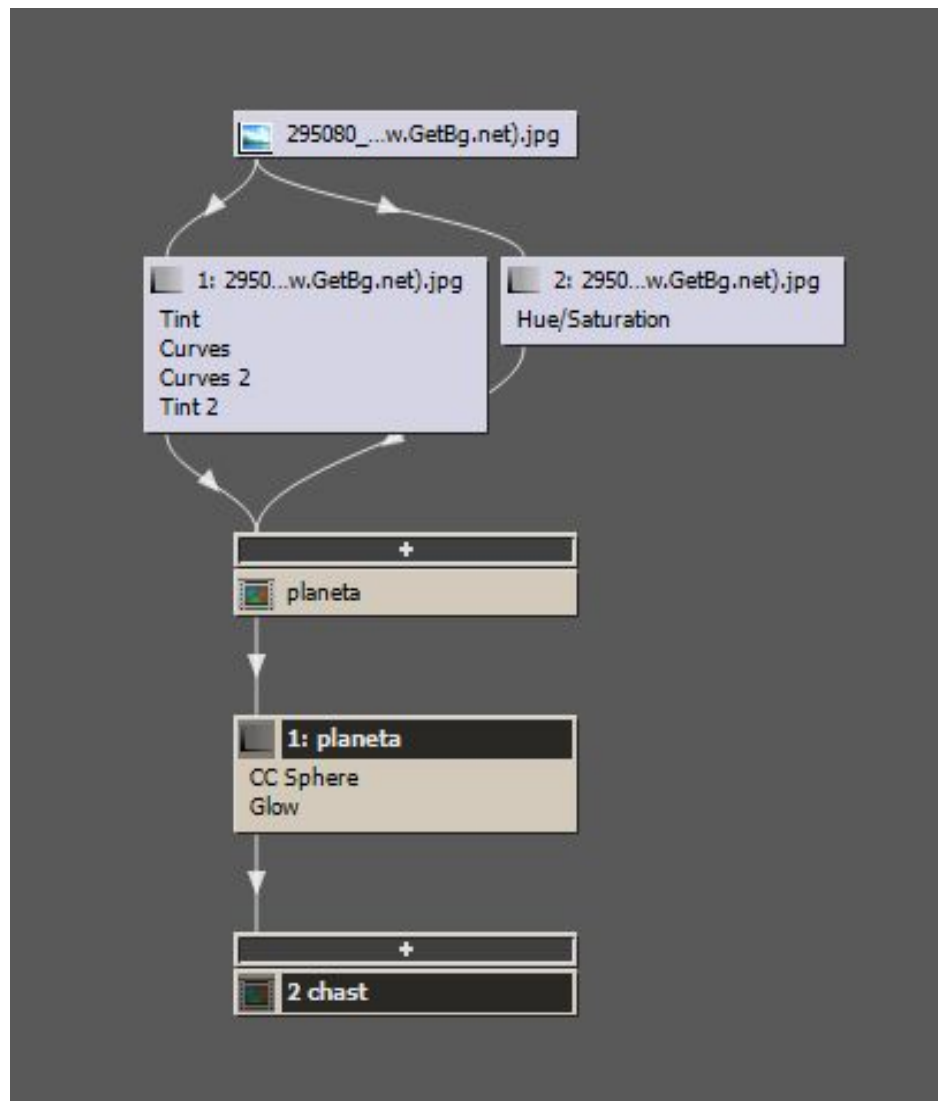 295080_...w.GetBg.net).jpg
1: 2950...w.GetBg.net).jpg
Tint
Curves
Curves 2
Tint 2
2: 2950...w.GetBg.net).jpg
Hue/Saturation
+
planeta
1: planeta
CC Sphere
Glow
+
2 chast